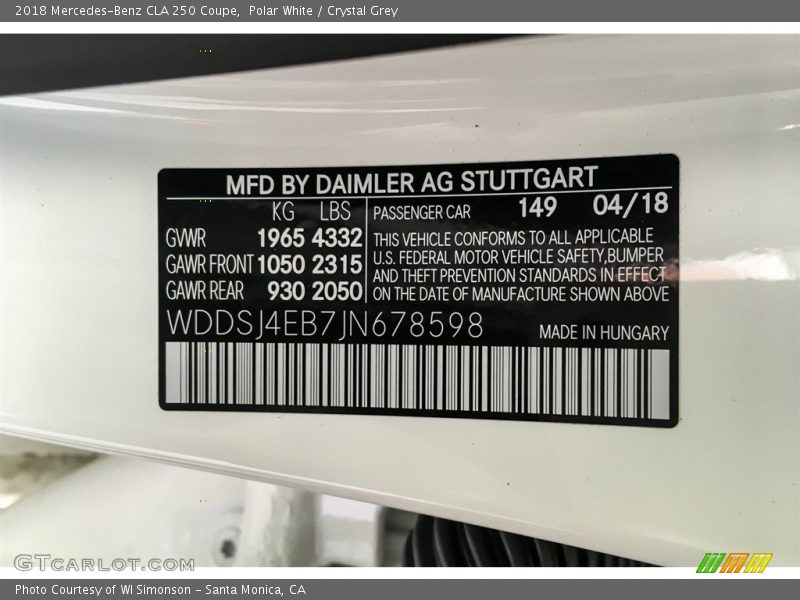 2018 Mercedes-Benz CLA 250 Coupe,  Polar White / Crystal Grey
MFD BY DAIMLER AG STUTTGART
KG LBS
GWR 1965 4332
GAWR FRONT 1050 2315
GAWR REAR 930 2050
PASSENGER CAR 149 04/18
THIS VEHICLE CONFORMS TO ALL APPLICABLE
U.S. FEDERAL MOTOR VEHICLE SAFETY,BUMPER
AND THEFT PREVENTION STANDARDS IN EFFECT
ON THE DATE OF MANUFACTURE SHOWN ABOVE
WDDSJ4EB7JN678598
MADE IN HUNGARY
GTCARLOT.COM
Photo Courtesy of WI Simonson – Santa Monica, CA